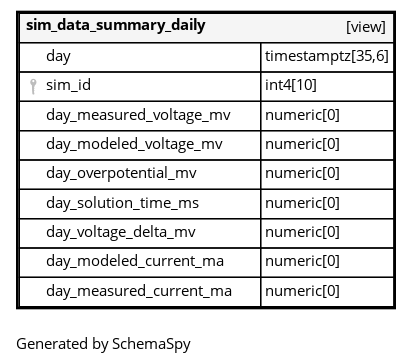 sim_data_summary_daily [view]
day timestamptz[35,6]
sim_id int4[10]
day_measured_voltage_mv numeric[0]
day_modeled_voltage_mv numeric[0]
day_overpotential_mv numeric[0]
day_solution_time_ms numeric[0]
day_voltage_delta_mv numeric[0]
day_modeled_current_ma numeric[0]
day_measured_current_ma numeric[0]
Generated by SchemaSpy